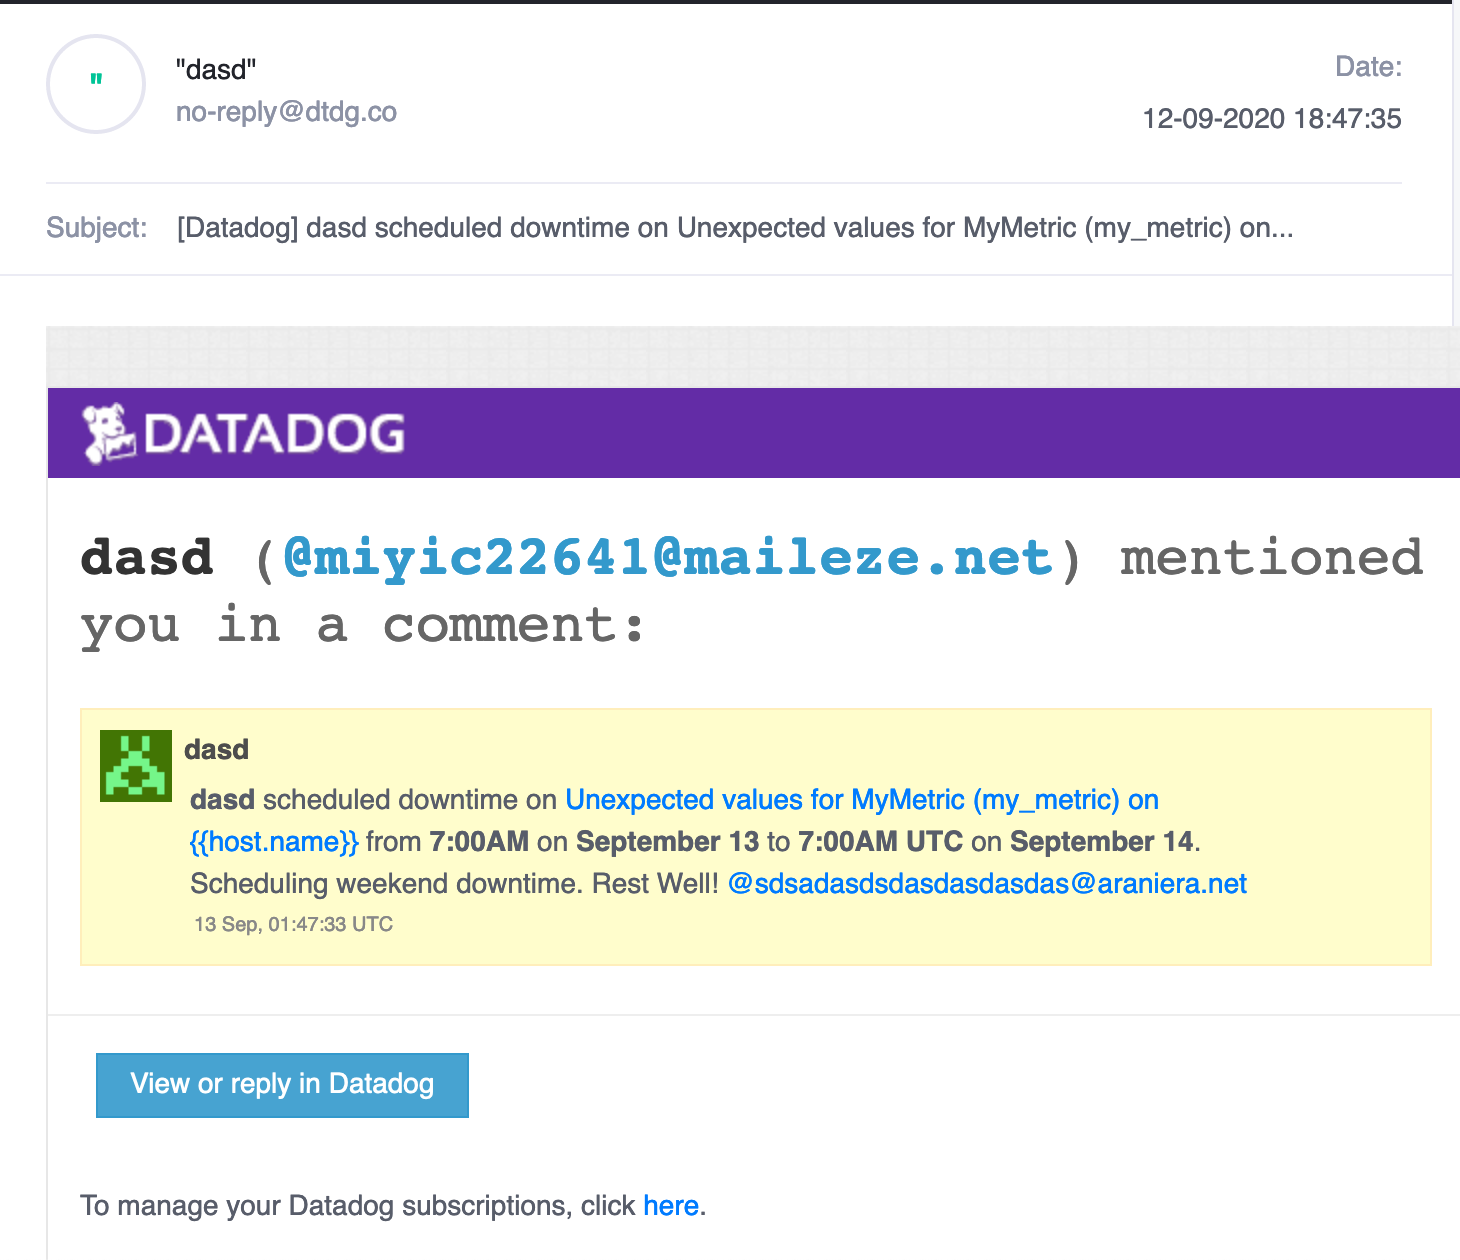 "
"dasd"
no-reply@dtdg.co
Date:
12-09-2020 18:47:35
Subject: [Datadog] dasd scheduled downtime on Unexpected values for MyMetric (my_metric) on...
DATADOG
dasd (@miyic22641@maileze.net) mentioned
you in a comment:
dasd
dasd scheduled downtime on Unexpected values for MyMetric (my_metric) on
{{host.name}} from 7:00AM on September 13 to 7:00AM UTC on September 14.
Scheduling weekend downtime. Rest Well! @sdsadasdsdasdasdasdas@araniera.net
13 Sep, 01:47:33 UTC
View or reply in Datadog
To manage your Datadog subscriptions, click here.